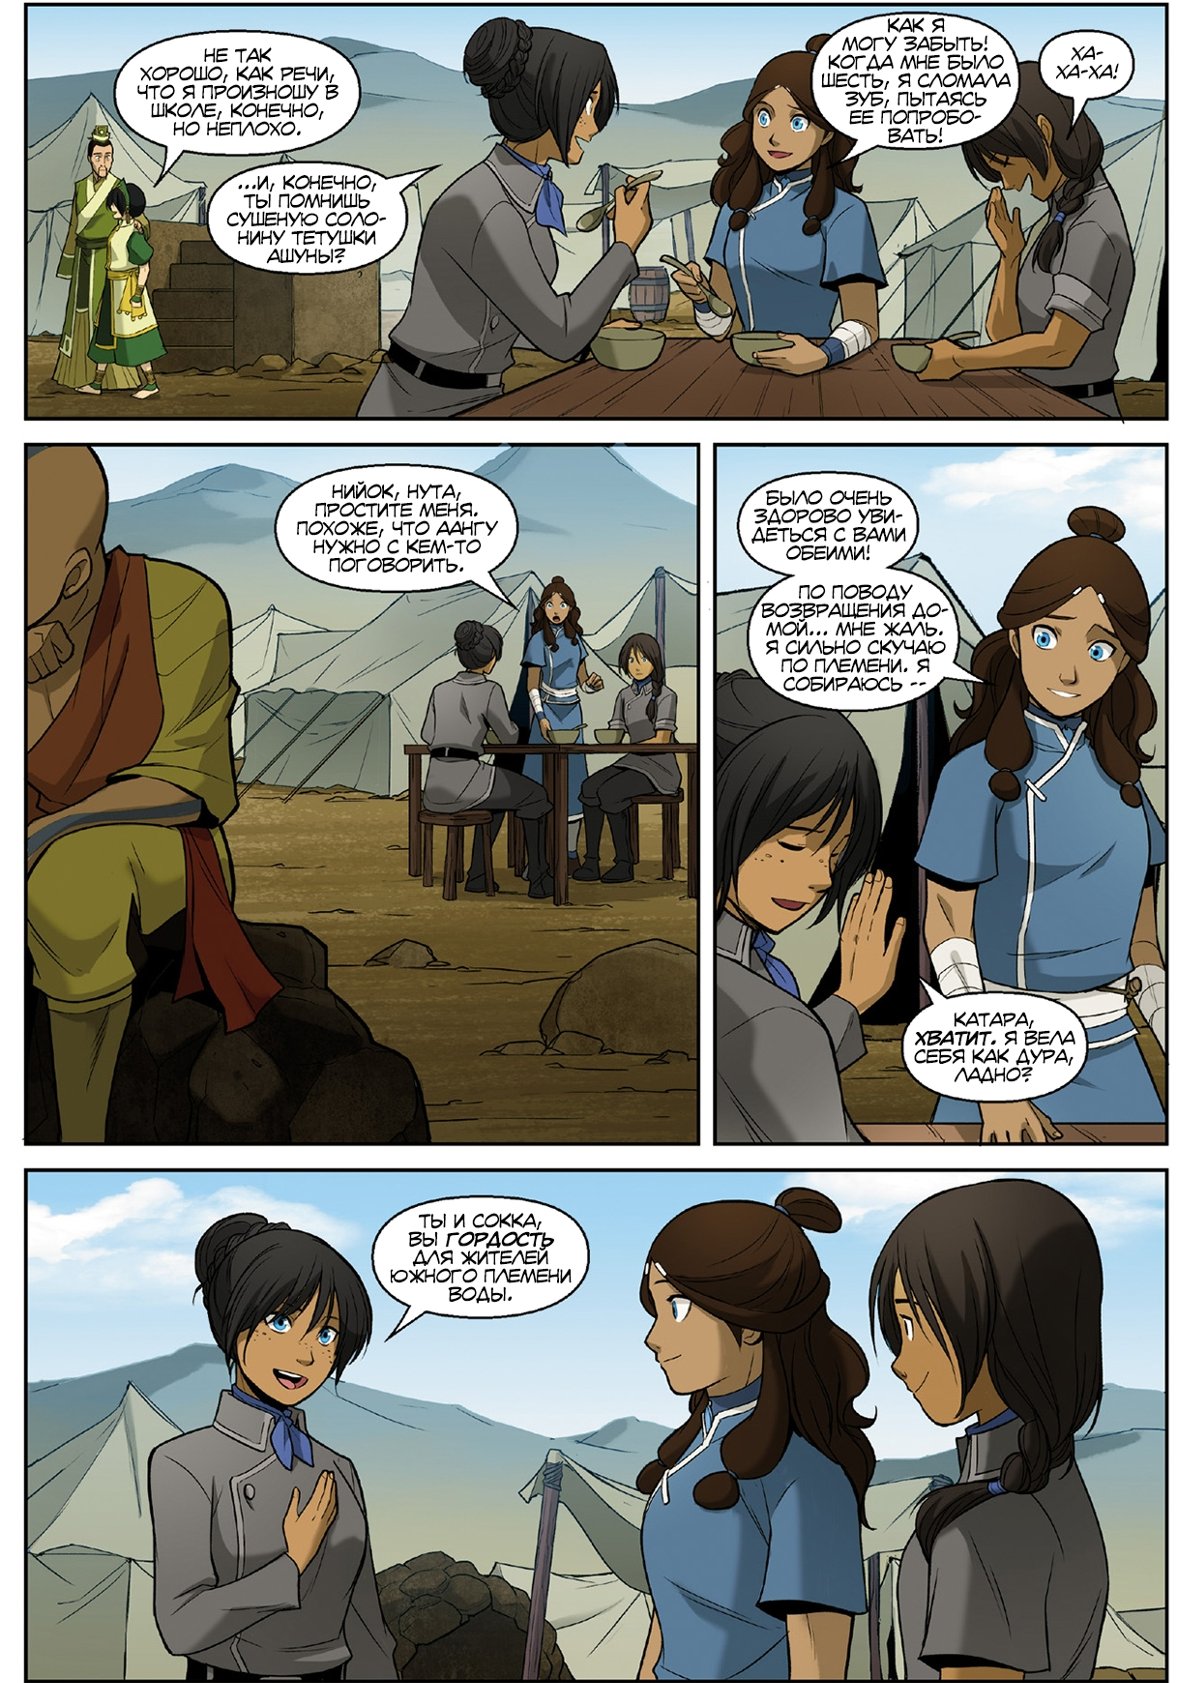 НЕ ТАК
ХОРОШО, КАК РЕЧИ,
ЧТО Я ПРОИЗНОШУ В
ШКОЛЕ, КОНЕЧНО,
НО НЕПЛОХО.
...И, КОНЕЧНО,
ТЫ ПОМНИШЬ
СУШЕНУЮ СОЛО-
НИНУ ТЕТУШКИ
АШУНЫ?
КАК Я
МОГУ ЗАБЫТЬ!
КОГДА МНЕ БЫЛО
ШЕСТЬ, Я СЛОМАЛА
ЗУБ, ПЫТАЯСЬ
ЕЕ ПОПРОБО-
ВАТЬ!
ХА-
ХА-ХА!
НИЙОК, НУТА,
ПРОСТИТЕ МЕНЯ.
ПОХОЖЕ, ЧТО ААНГУ
НУЖНО С КЕМ-ТО
ПОГОВОРИТЬ.
БЫЛО ОЧЕНЬ
ЗДОРОВО УВИ-
ДЕТЬСЯ С ВАМИ
ОБЕИМИ!
ПО ПОВОДУ
ВОЗВРАЩЕНИЯ ДО-
МОЙ... МНЕ ЖАЛЬ.
Я СИЛЬНО СКУЧАЮ
ПО ПЛЕМЕНИ. Я
СОБИРАЮСЬ --
КАТАРА,
ХВАТИТ. Я ВЕЛА
СЕБЯ КАК ДУРА,
ЛАДНО?
ТЫ И СОККА,
ВЫ ГОРДОСТЬ
ДЛЯ ЖИТЕЛЕЙ
ЮЖНОГО ПЛЕМЕНИ
ВОДЫ.